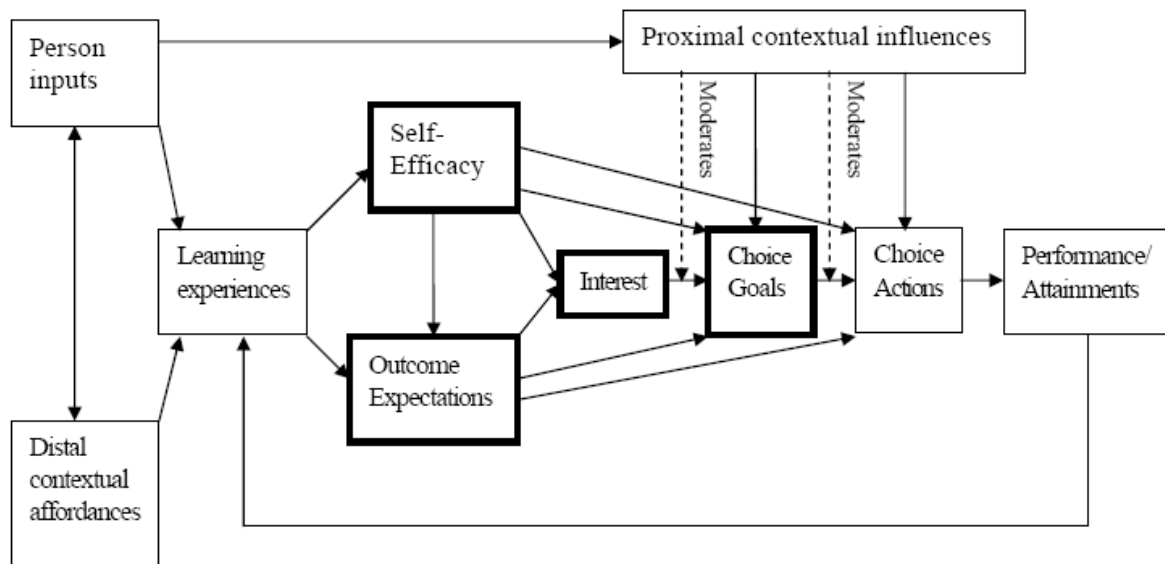 Person
inputs
Proximal contextual influences
Moderates
Moderates
Self-
Efficacy
Learning
experiences
Interest
Choice
Goals
Choice
Actions
Performance/
Attainments
Outcome
Expectations
Distal
contextual
affordances